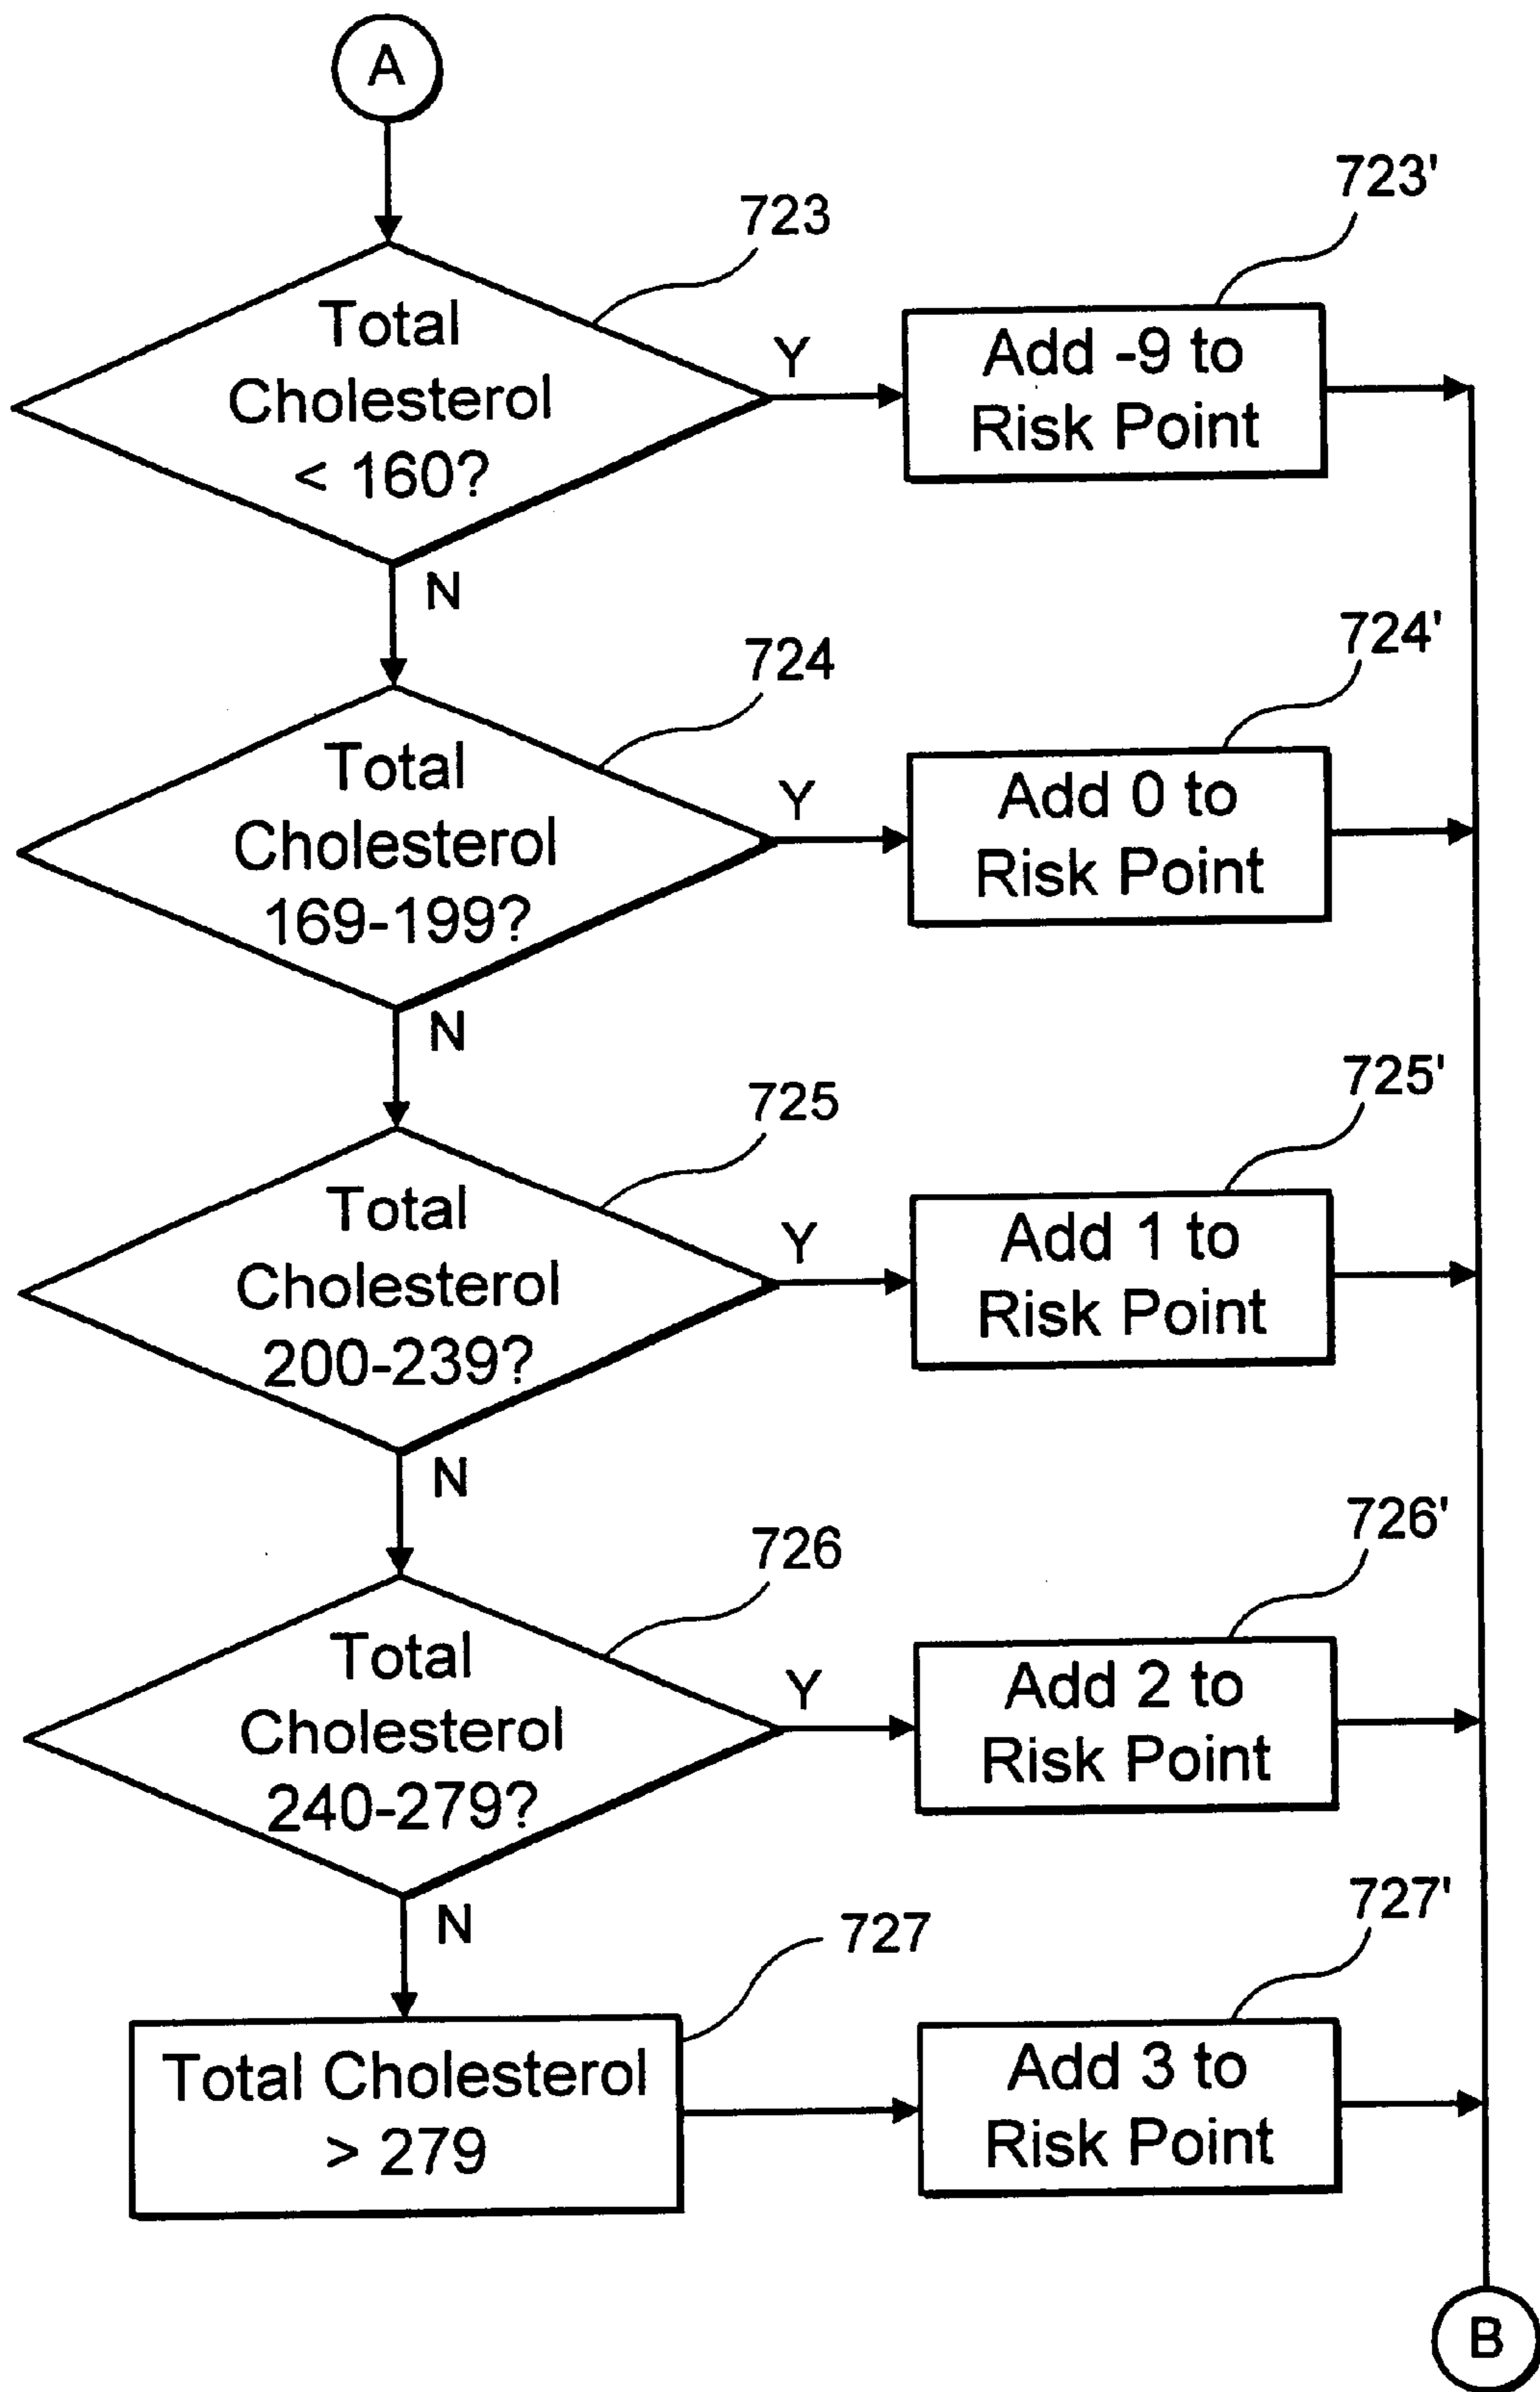 A
723
723'
Total
Cholesterol
< 160?
Y
Add -9 to
Risk Point
N
724
724'
Total
Cholesterol
169-199?
Y
Add 0 to
Risk Point
N
725
725'
Total
Cholesterol
200-239?
Y
Add 1 to
Risk Point
N
726
726'
Total
Cholesterol
240-279?
Y
Add 2 to
Risk Point
N
727
727'
Total Cholesterol
> 279
Add 3 to
Risk Point
B